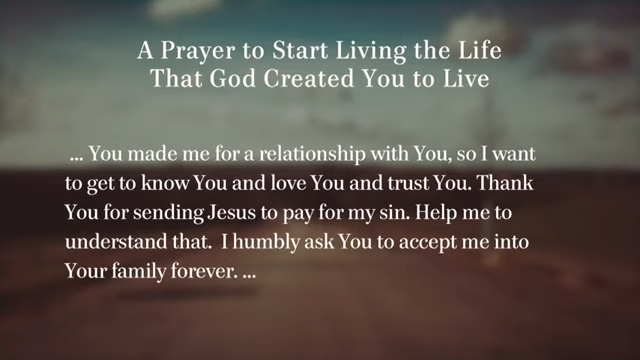 A Prayer to Start Living the Life
That God Created You to Live
... You made me for a relationship with You, so I want
to get to know You and love You and trust You. Thank
You for sending Jesus to pay for my sin. Help me to
understand that.  I humbly ask You to accept me into
Your family forever. ...